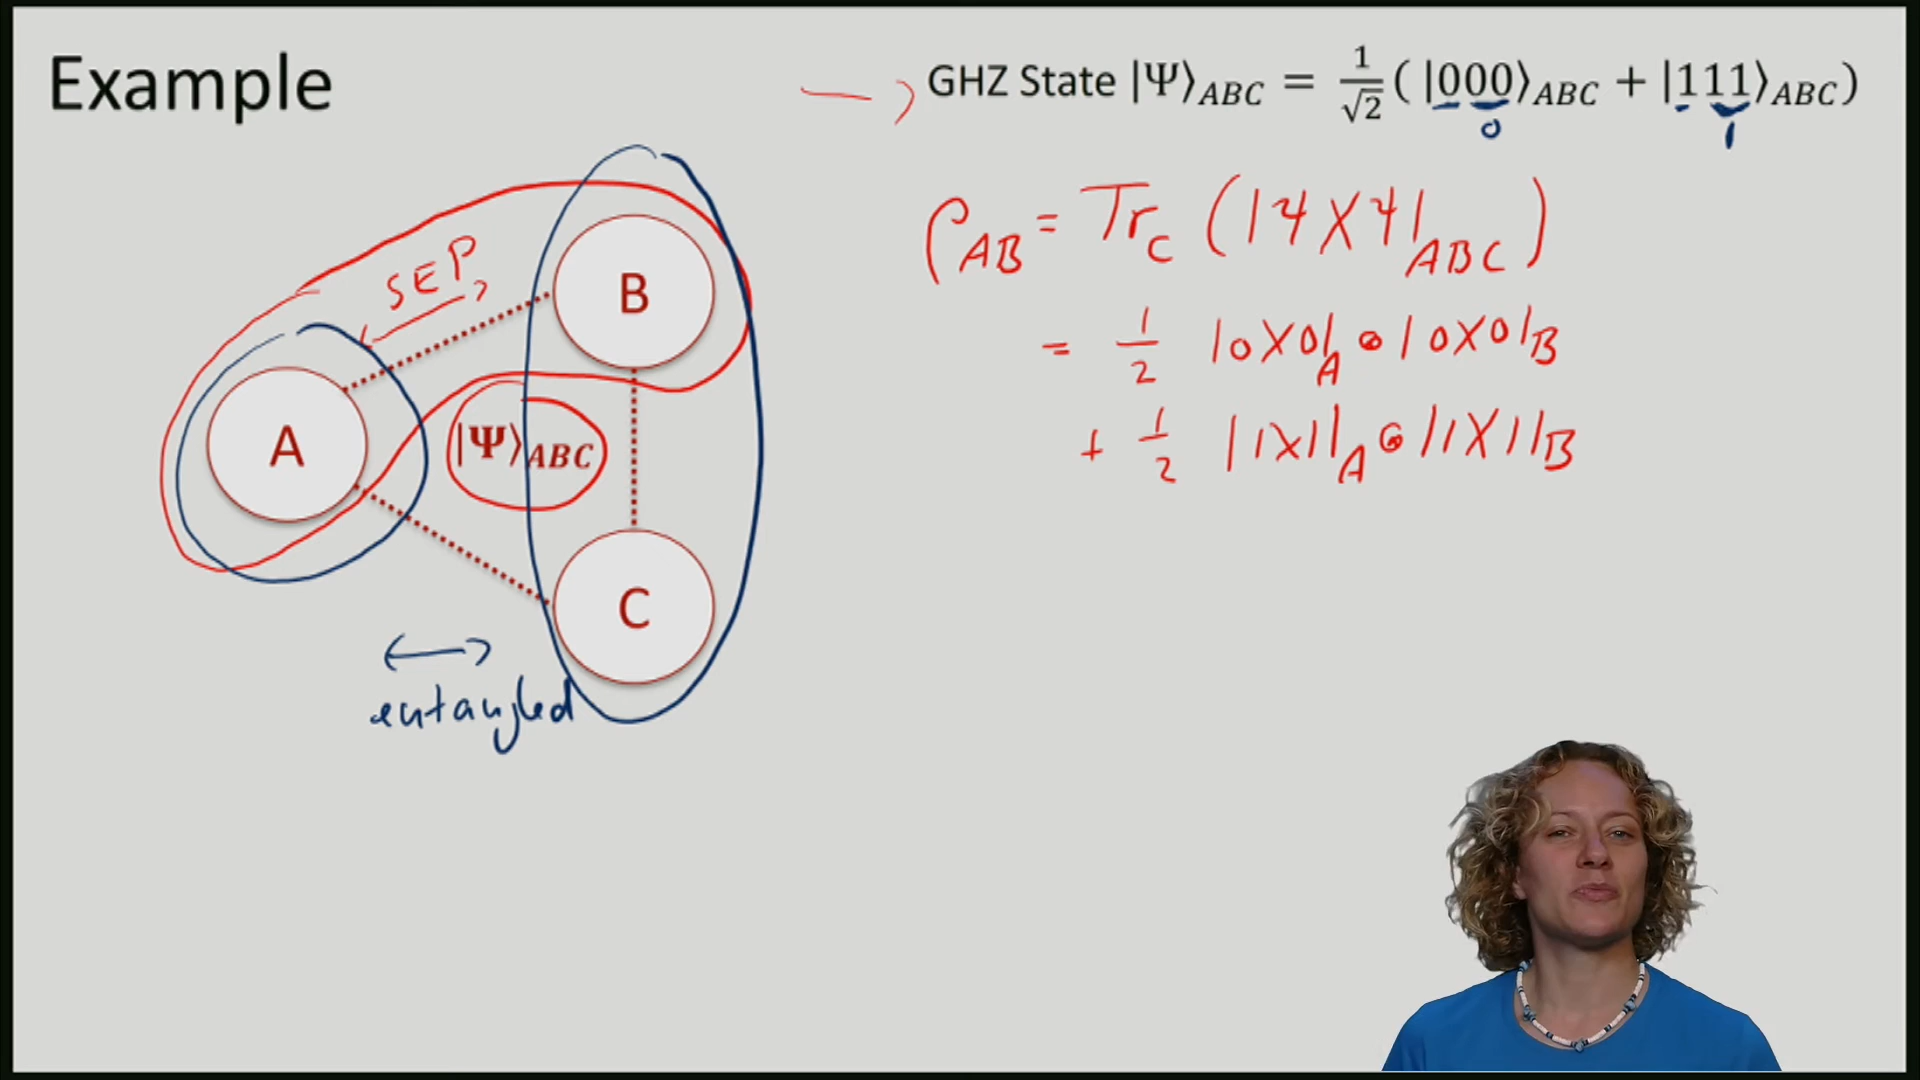 Example
→ GHZ State |Ψ⟩ABC = 1/√2 ( |000⟩ABC + |111⟩ABC )
0 1
ρAB = TrC (|Ψ⟩⟨Ψ|ABC)
= 1/2 |0⟩⟨0|A ⊗ |0⟩⟨0|B
+ 1/2 |1⟩⟨1|A ⊗ |1⟩⟨1|B
SEP
B
A
|Ψ⟩ABC
C
↔
entangled